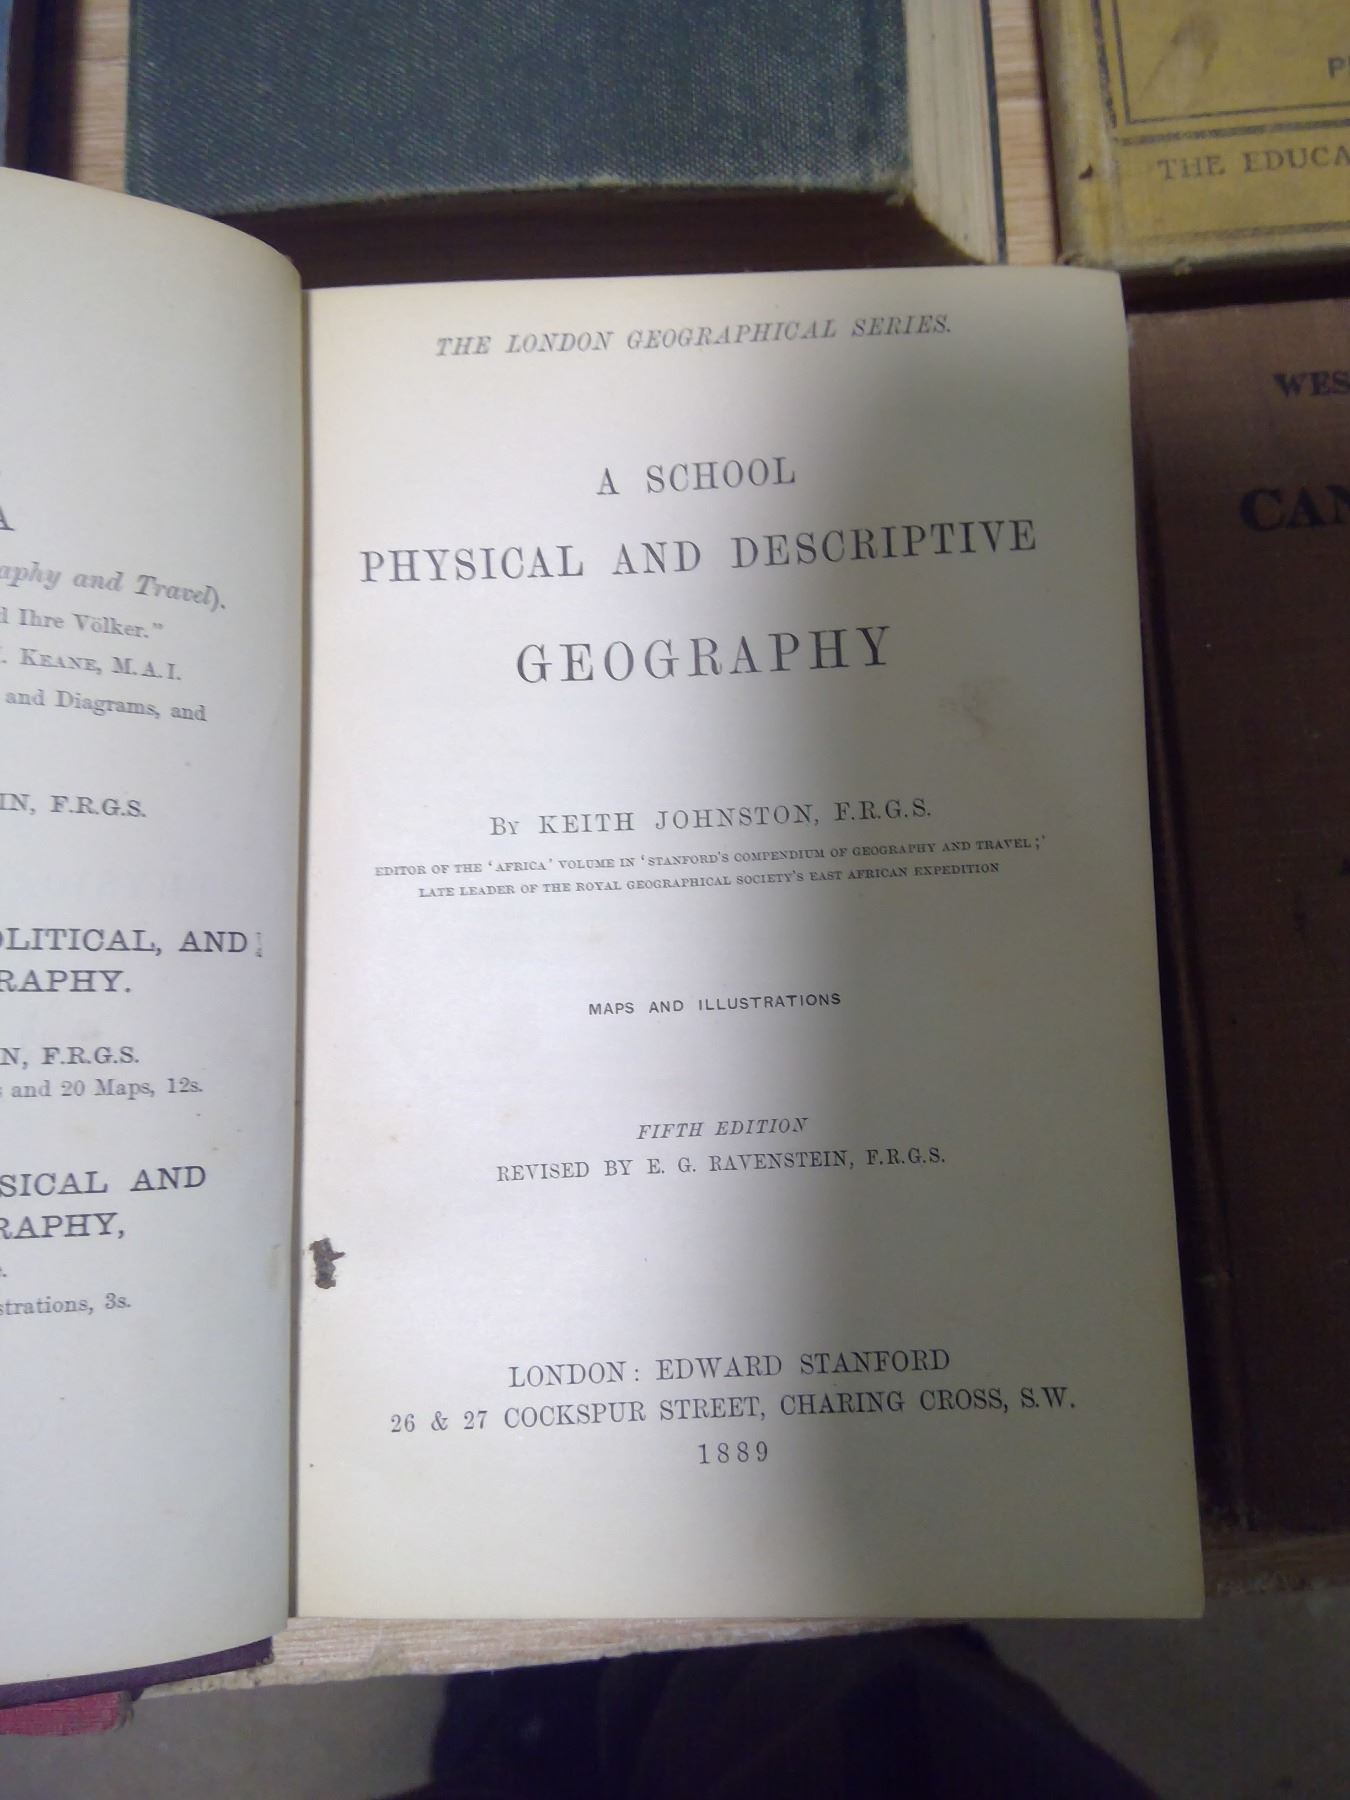 THE EDUCA
WES
CAN
A
aphy and Travel).
Ihre Völker."
KEANE, M.A.I.
and Diagrams, and
IN, F.R.G.S.
OLITICAL, AND
RAPHY.
N, F.R.G.S.
and 20 Maps, 12s.
SICAL AND
RAPHY,
strations, 3s.
THE LONDON GEOGRAPHICAL SERIES.
A SCHOOL
PHYSICAL AND DESCRIPTIVE
GEOGRAPHY
By KEITH JOHNSTON, F.R.G.S.
EDITOR OF THE 'AFRICA' VOLUME IN 'STANFORD'S COMPENDIUM OF GEOGRAPHY AND TRAVEL;'
LATE LEADER OF THE ROYAL GEOGRAPHICAL SOCIETY'S EAST AFRICAN EXPEDITION
MAPS AND ILLUSTRATIONS
FIFTH EDITION
REVISED BY E. G. RAVENSTEIN, F.R.G.S.
LONDON: EDWARD STANFORD
26 & 27 COCKSPUR STREET, CHARING CROSS, S.W.
1889